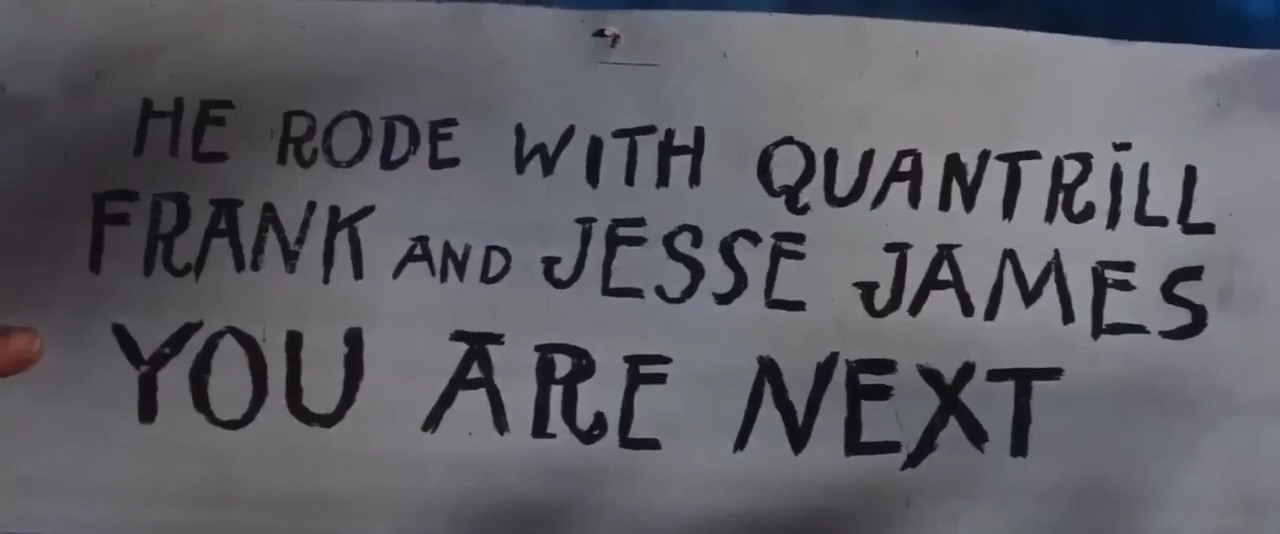 HE RODE WITH QUANTRILL
FRANK AND JESSE JAMES
YOU ARE NEXT